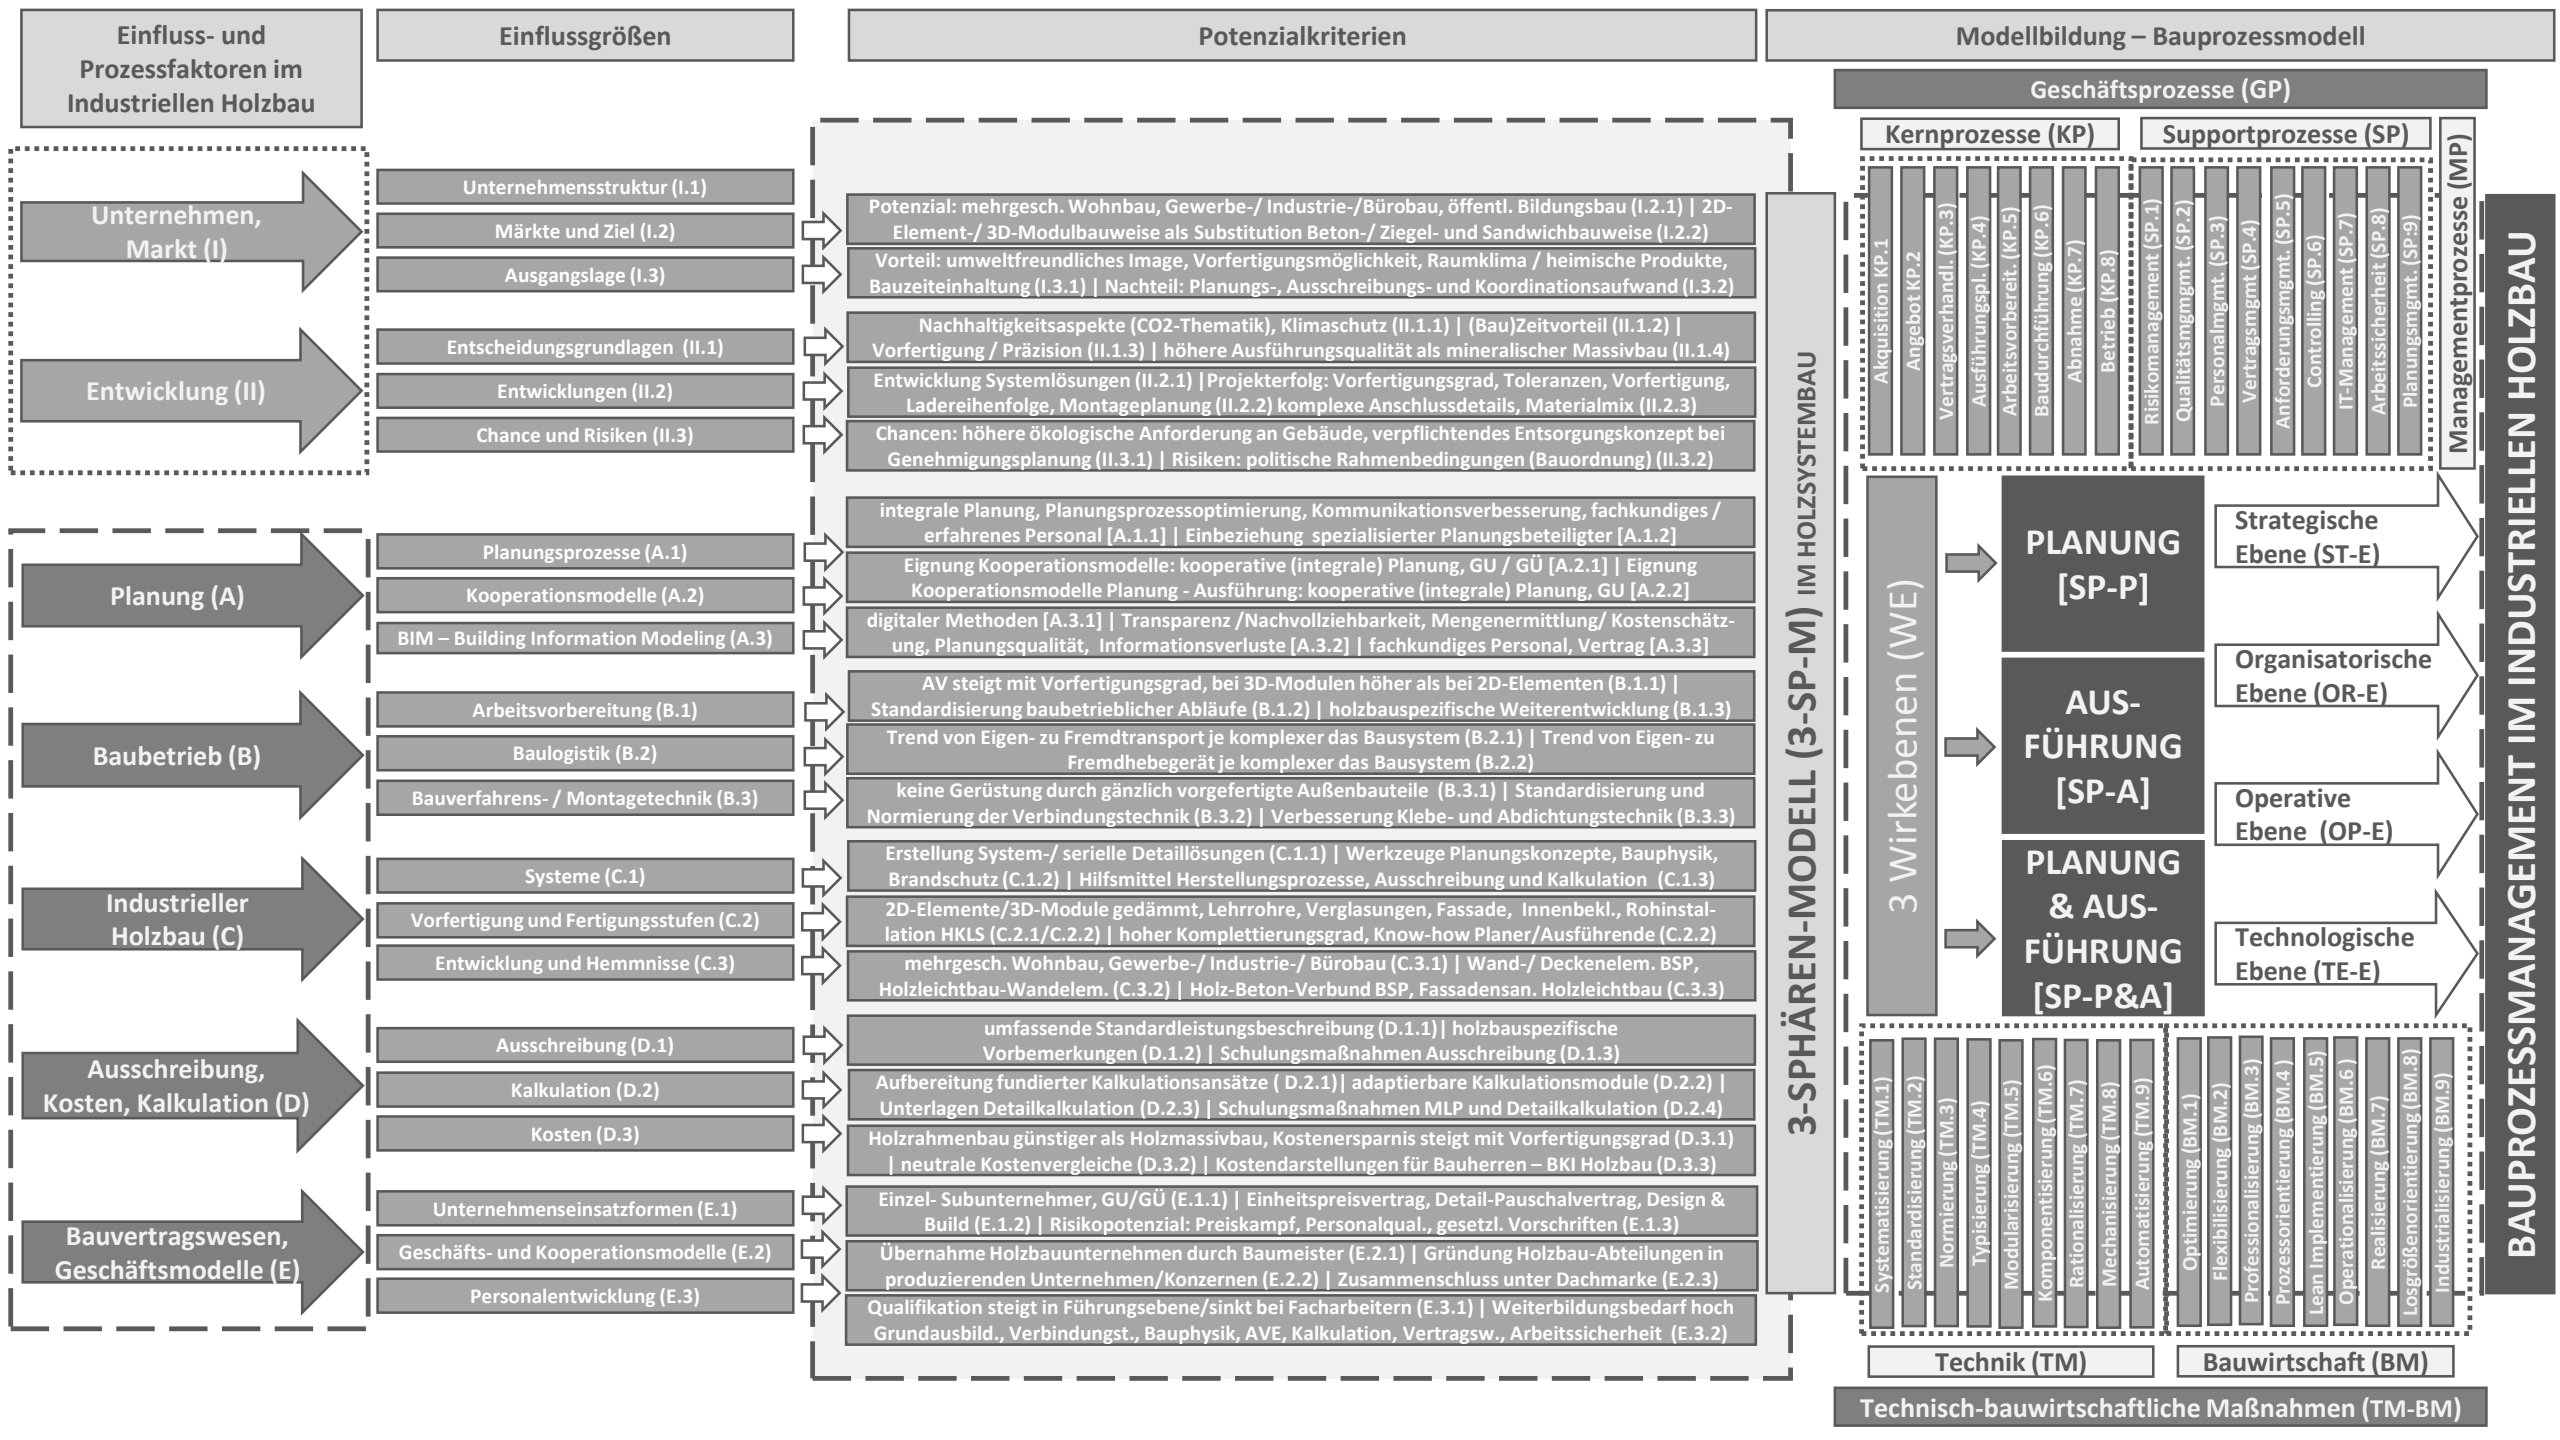 Einfluss- und
Prozessfaktoren im
Industriellen Holzbau
Einflussgrößen
Potenzialkriterien
Modellbildung – Bauprozessmodell
Unternehmen,
Markt (I)
Entwicklung (II)
Planung (A)
Baubetrieb (B)
Industrieller
Holzbau (C)
Ausschreibung,
Kosten, Kalkulation (D)
Bauvertragswesen,
Geschäftsmodelle (E)
Unternehmensstruktur (I.1)
Märkte und Ziel (I.2)
Ausgangslage (I.3)
Entscheidungsgrundlagen (II.1)
Entwicklungen (II.2)
Chance und Risiken (II.3)
Planungsprozesse (A.1)
Kooperationsmodelle (A.2)
BIM – Building Information Modeling (A.3)
Arbeitsvorbereitung (B.1)
Baulogistik (B.2)
Bauverfahrens- / Montagetechnik (B.3)
Systeme (C.1)
Vorfertigung und Fertigungsstufen (C.2)
Entwicklung und Hemmnisse (C.3)
Ausschreibung (D.1)
Kalkulation (D.2)
Kosten (D.3)
Unternehmenseinsatzformen (E.1)
Geschäfts- und Kooperationsmodelle (E.2)
Personalentwicklung (E.3)
Potenzial: mehrgesch. Wohnbau, Gewerbe-/ Industrie-/Bürobau, öffentl. Bildungsbau (I.2.1) | 2D-
Element-/ 3D-Modulbauweise als Substitution Beton-/ Ziegel- und Sandwichbauweise (I.2.2)
Vorteil: umweltfreundliches Image, Vorfertigungsmöglichkeit, Raumklima / heimische Produkte,
Bauzeiteinhaltung (I.3.1) | Nachteil: Planungs-, Ausschreibungs- und Koordinationsaufwand (I.3.2)
Nachhaltigkeitsaspekte (CO2-Thematik), Klimaschutz (II.1.1) | (Bau)Zeitvorteil (II.1.2) |
Vorfertigung / Präzision (II.1.3) | höhere Ausführungsqualität als mineralischer Massivbau (II.1.4)
Entwicklung Systemlösungen (II.2.1) |Projekterfolg: Vorfertigungsgrad, Toleranzen, Vorfertigung,
Ladereihenfolge, Montageplanung (II.2.2) komplexe Anschlussdetails, Materialmix (II.2.3)
Chancen: höhere ökologische Anforderung an Gebäude, verpflichtendes Entsorgungskonzept bei
Genehmigungsplanung (II.3.1) | Risiken: politische Rahmenbedingungen (Bauordnung) (II.3.2)
integrale Planung, Planungsprozessoptimierung, Kommunikationsverbesserung, fachkundiges /
erfahrenes Personal [A.1.1] | Einbeziehung spezialisierter Planungsbeteiligter [A.1.2]
Eignung Kooperationsmodelle: kooperative (integrale) Planung, GU / GÜ [A.2.1] | Eignung
Kooperationsmodelle Planung - Ausführung: kooperative (integrale) Planung, GU [A.2.2]
digitaler Methoden [A.3.1] | Transparenz /Nachvollziehbarkeit, Mengenermittlung/ Kostenschätz-
ung, Planungsqualität, Informationsverluste [A.3.2] | fachkundiges Personal, Vertrag [A.3.3]
AV steigt mit Vorfertigungsgrad, bei 3D-Modulen höher als bei 2D-Elementen (B.1.1) |
Standardisierung baubetrieblicher Abläufe (B.1.2) | holzbauspezifische Weiterentwicklung (B.1.3)
Trend von Eigen- zu Fremdtransport je komplexer das Bausystem (B.2.1) | Trend von Eigen- zu
Fremdhebegerät je komplexer das Bausystem (B.2.2)
keine Gerüstung durch gänzlich vorgefertigte Außenbauteile (B.3.1) | Standardisierung und
Normierung der Verbindungstechnik (B.3.2) | Verbesserung Klebe- und Abdichtungstechnik (B.3.3)
Erstellung System-/ serielle Detaillösungen (C.1.1) | Werkzeuge Planungskonzepte, Bauphysik,
Brandschutz (C.1.2) | Hilfsmittel Herstellungsprozesse, Ausschreibung und Kalkulation (C.1.3)
2D-Elemente/3D-Module gedämmt, Lehrrohre, Verglasungen, Fassade, Innenbekl., Rohinstal-
lation HKLS (C.2.1/C.2.2) | hoher Komplettierungsgrad, Know-how Planer/Ausführende (C.2.2)
mehrgesch. Wohnbau, Gewerbe-/ Industrie-/ Bürobau (C.3.1) | Wand-/ Deckenelem. BSP,
Holzleichtbau-Wandelem. (C.3.2) | Holz-Beton-Verbund BSP, Fassadensan. Holzleichtbau (C.3.3)
umfassende Standardleistungsbeschreibung (D.1.1)| holzbauspezifische
Vorbemerkungen (D.1.2) | Schulungsmaßnahmen Ausschreibung (D.1.3)
Aufbereitung fundierter Kalkulationsansätze ( D.2.1)| adaptierbare Kalkulationsmodule (D.2.2) |
Unterlagen Detailkalkulation (D.2.3) | Schulungsmaßnahmen MLP und Detailkalkulation (D.2.4)
Holzrahmenbau günstiger als Holzmassivbau, Kostenersparnis steigt mit Vorfertigungsgrad (D.3.1)
| neutrale Kostenvergleiche (D.3.2) | Kostendarstellungen für Bauherren – BKI Holzbau (D.3.3)
Einzel- Subunternehmer, GU/GÜ (E.1.1) | Einheitspreisvertrag, Detail-Pauschalvertrag, Design &
Build (E.1.2) | Risikopotenzial: Preiskampf, Personalqual., gesetzl. Vorschriften (E.1.3)
Übernahme Holzbauunternehmen durch Baumeister (E.2.1) | Gründung Holzbau-Abteilungen in
produzierenden Unternehmen/Konzernen (E.2.2) | Zusammenschluss unter Dachmarke (E.2.3)
Qualifikation steigt in Führungsebene/sinkt bei Facharbeitern (E.3.1) | Weiterbildungsbedarf hoch
Grundausbild., Verbindungst., Bauphysik, AVE, Kalkulation, Vertragsw., Arbeitssicherheit (E.3.2)
3-SPHÄREN-MODELL (3-SP-M) IM HOLZSYSTEMBAU
Geschäftsprozesse (GP)
Kernprozesse (KP)
Supportprozesse (SP)
Managementprozesse (MP)
Akquisition KP.1
Angebot KP.2
Vertragsverhandl. (KP.3)
Ausführungspl. (KP.4)
Arbeitsvorbereit. (KP.5)
Baudurchführung (KP.6)
Abnahme (KP.7)
Betrieb (KP.8)
Risikomanagement (SP.1)
Qualitätsmgmgmt. (SP.2)
Personalmgmt. (SP.3)
Vertragsmgmt (SP.4)
Anforderungsmgmt. (SP.5)
Controlling (SP.6)
IT-Management (SP.7)
Arbeitssicherheit (SP.8)
Planungsmgmt. (SP:9)
3 Wirkebenen (WE)
PLANUNG
[SP-P]
AUS-
FÜHRUNG
[SP-A]
PLANUNG
& AUS-
FÜHRUNG
[SP-P&A]
Strategische
Ebene (ST-E)
Organisatorische
Ebene (OR-E)
Operative
Ebene (OP-E)
Technologische
Ebene (TE-E)
Systematisierung (TM.1)
Standardisierung (TM.2)
Normierung (TM.3)
Typisierung (TM.4)
Modularisierung (TM.5)
Komponentisierung (TM.6)
Rationalisierung (TM.7)
Mechanisierung (TM.8)
Automatisierung (TM.9)
Optimierung (BM.1)
Flexibilisierung (BM.2)
Professionalisierung (BM.3)
Prozessorientierung (BM.4)
Lean Implementierung (BM.5)
Operationalisierung (BM.6)
Realisierung (BM.7)
Losgrößenorientierung (BM.8)
Industrialisierung (BM.9)
Technik (TM)
Bauwirtschaft (BM)
Technisch-bauwirtschaftliche Maßnahmen (TM-BM)
BAUPROZESSMANAGEMENT IM INDUSTRIELLEN HOLZBAU